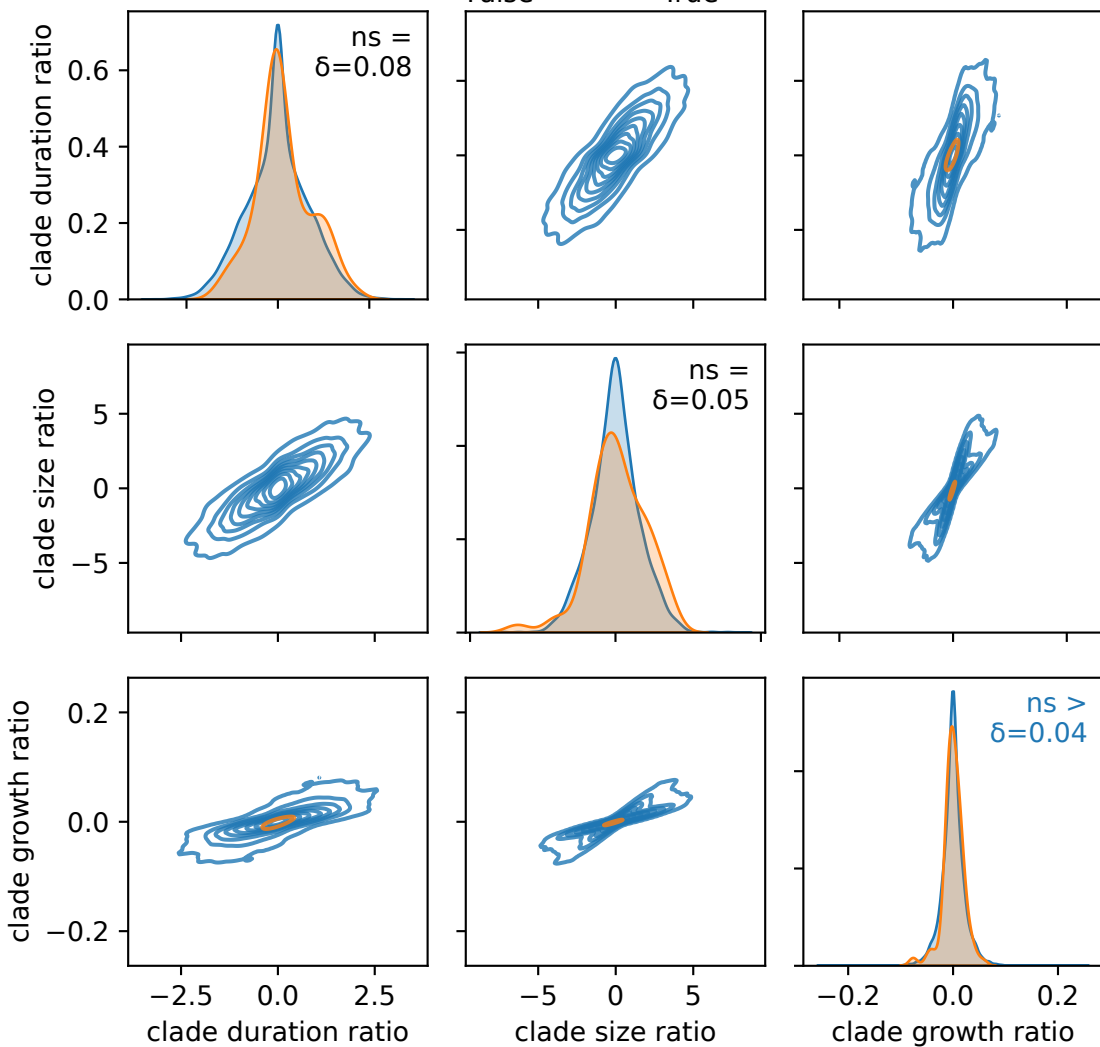 clade duration ratio
0.6
0.4
0.2
0.0
ns =
δ=0.08
clade size ratio
5
0
−5
ns =
δ=0.05
clade growth ratio
0.2
0.0
−0.2
ns >
δ=0.04
−2.5 0.0 2.5
−5 0 5
−0.2 0.0 0.2
clade duration ratio
clade size ratio
clade growth ratio